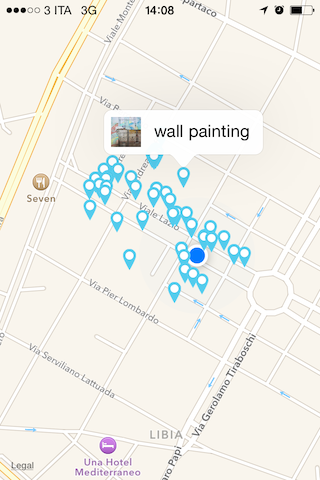 3 ITA 3G 14:08
partaco
Viale Monte
wall painting
Seven
Viale Lazio
Via Pier Lombardo
Via Serviliano Lattuada
Via Gerolamo Tiraboschi
LIBIA
Una Hotel
Mediterraneo
Legal